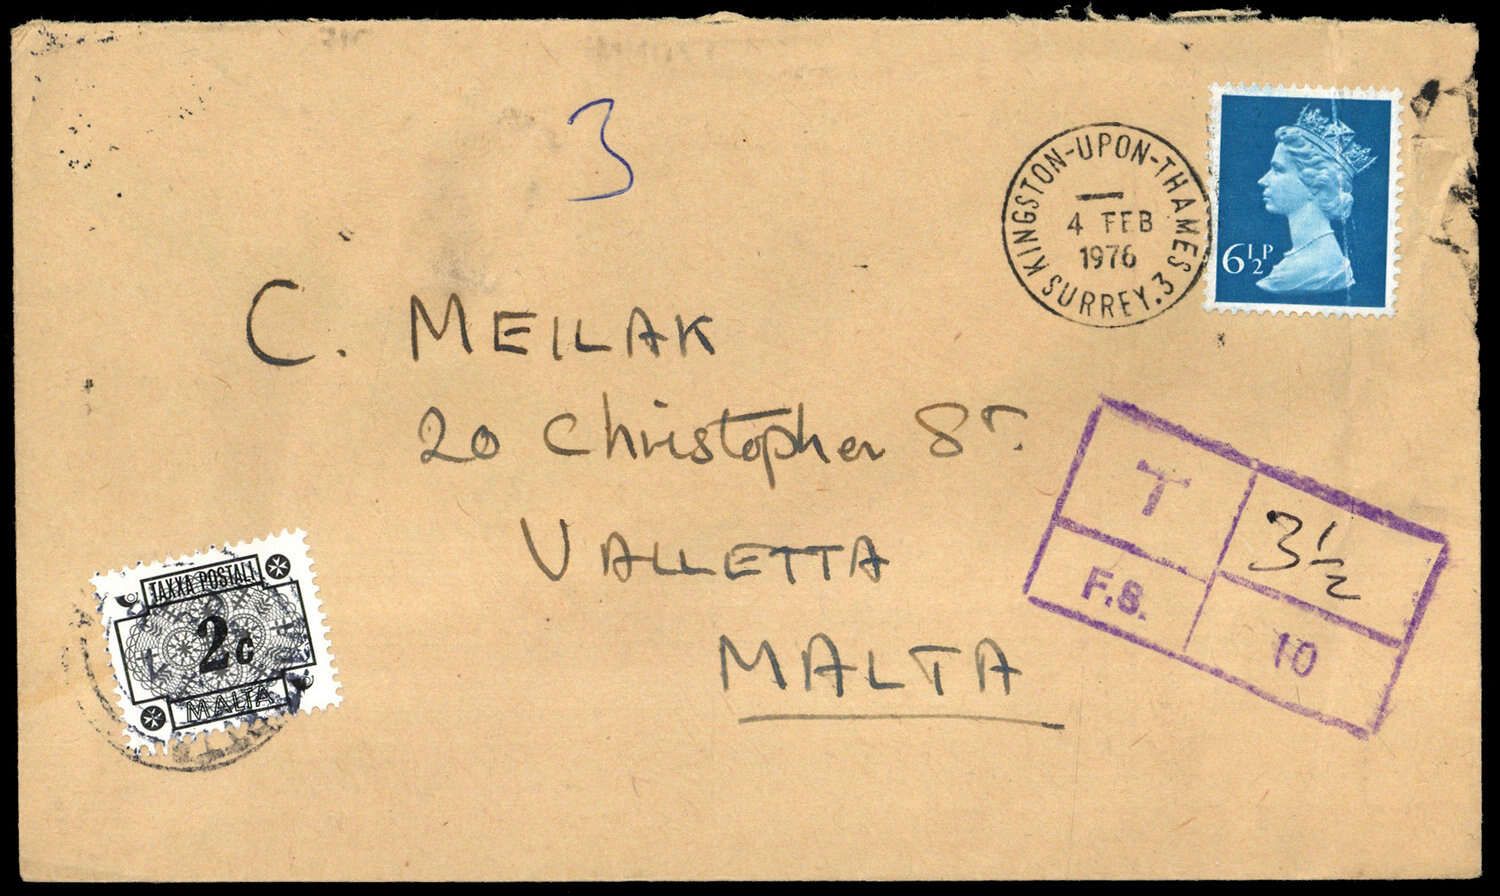 3
KINGSTON-UPON-THAMES
4 FEB
1976
SURREY.3
6½P
C. MEILAK
20 Christopher St.
VALLETTA
MALTA
T 3½
F.S. 10
TAXXA POSTALI
2c
MALTA